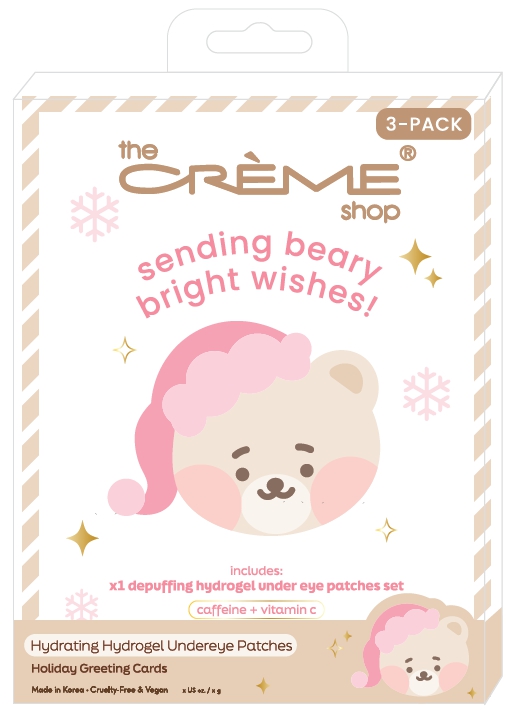 3-PACK
the
CRÈME®
shop
sending beary
bright wishes!
includes:
x1 depuffing hydrogel under eye patches set
caffeine + vitamin c
Hydrating Hydrogel Undereye Patches
Holiday Greeting Cards
Made in Korea • Cruelty-Free & Vegan x US oz. / x g